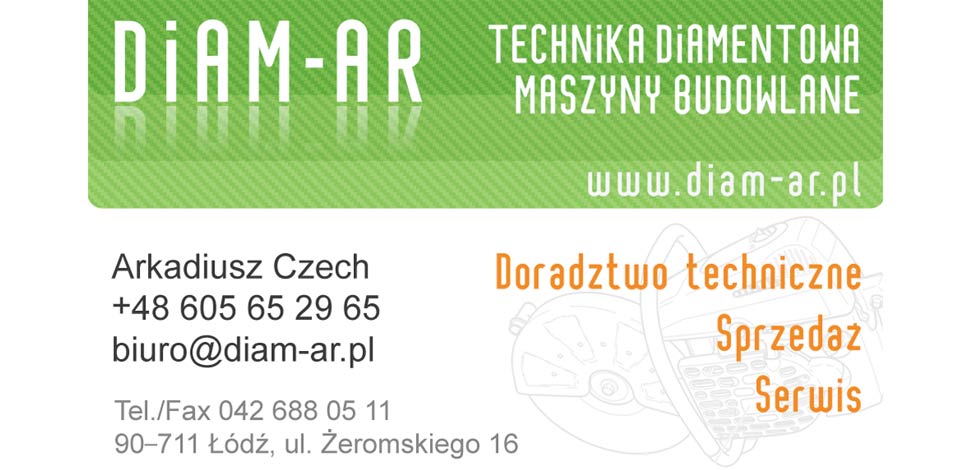 DiAM-AR
TECHNiKA DiAMENTOWA
MASZYNY BUDOWLANE
www.diam-ar.pl
Arkadiusz Czech
+48 605 65 29 65
biuro@diam-ar.pl
Tel./Fax 042 688 05 11
90–711 Łódź, ul. Żeromskiego 16
Doradztwo techniczne
Sprzedaż
Serwis